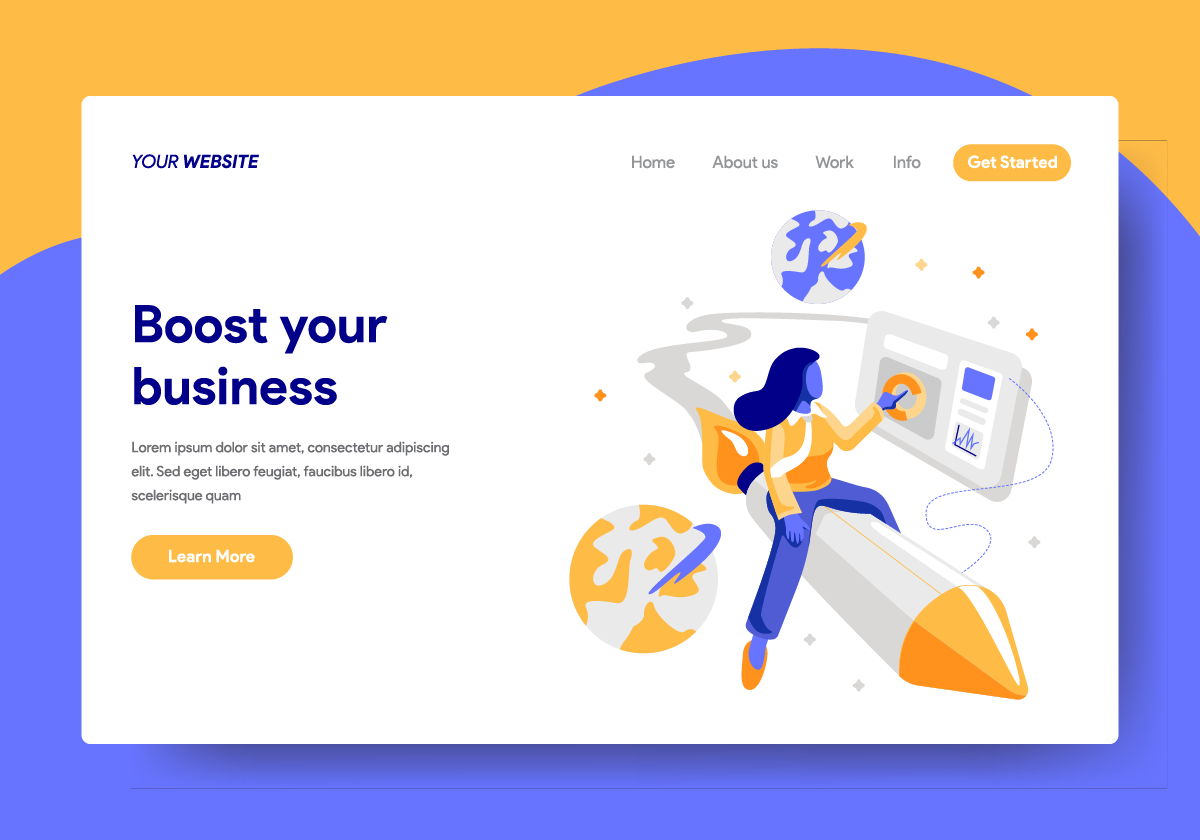 YOUR WEBSITE
Home About us Work Info Get Started
Boost your
business
Lorem ipsum dolor sit amet, consectetur adipiscing
elit. Sed eget libero feugiat, faucibus libero id,
scelerisque quam
Learn More